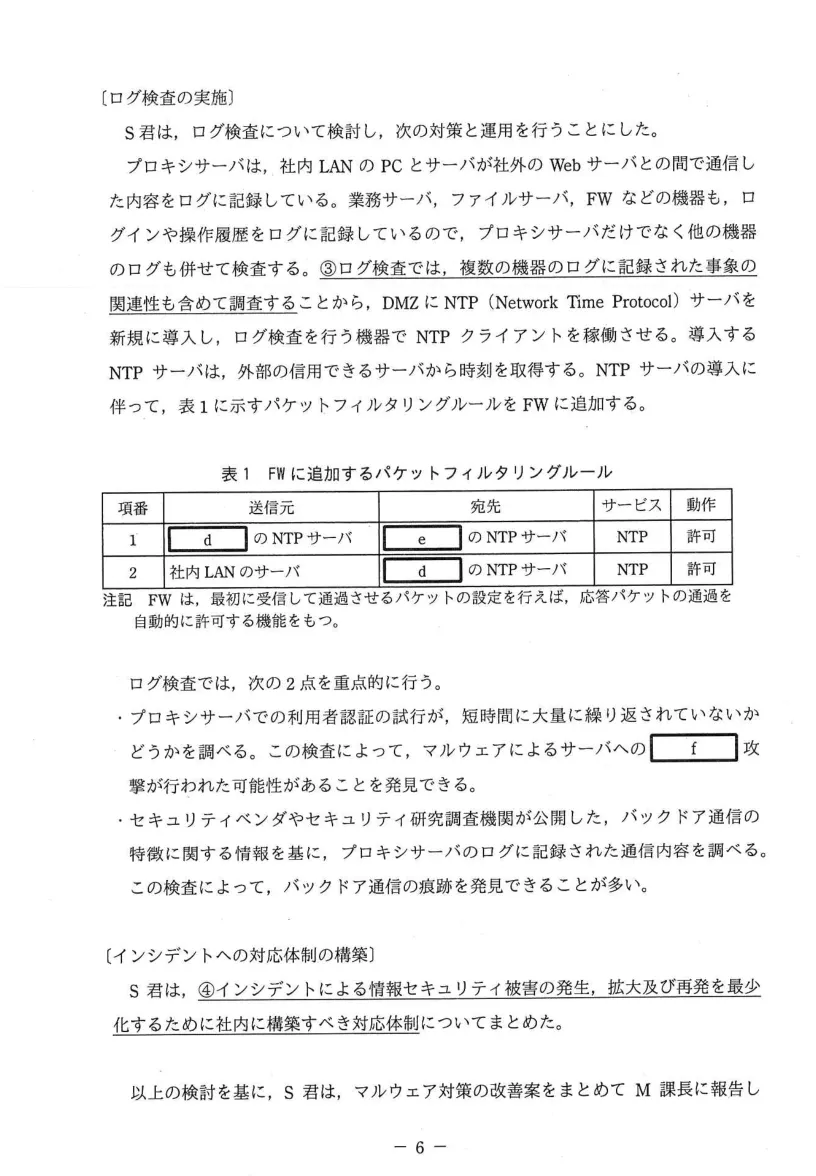 〔ログ検査の実施〕
S君は，ログ検査について検討し，次の対策と運用を行うことにした。
プロキシサーバは，社内 LAN の PC とサーバが社外の Web サーバとの間で通信し
た内容をログに記録している。業務サーバ，ファイルサーバ，FW などの機器も，ロ
グインや操作履歴をログに記録しているので，プロキシサーバだけでなく他の機器
のログも併せて検査する。③ログ検査では，複数の機器のログに記録された事象の
関連性も含めて調査することから，DMZ に NTP（Network Time Protocol）サーバを
新規に導入し，ログ検査を行う機器で NTP クライアントを稼働させる。導入する
NTP サーバは，外部の信用できるサーバから時刻を取得する。NTP サーバの導入に
伴って，表 1 に示すパケットフィルタリングルールを FW に追加する。
表 1　FW に追加するパケットフィルタリングルール
項番 送信元 宛先 サービス 動作
1 d の NTP サーバ e の NTP サーバ NTP 許可
2 社内 LAN のサーバ d の NTP サーバ NTP 許可
注記　FW は，最初に受信して通過させるパケットの設定を行えば，応答パケットの通過を
自動的に許可する機能をもつ。
ログ検査では，次の 2 点を重点的に行う。
・プロキシサーバでの利用者認証の試行が，短時間に大量に繰り返されていないか
どうかを調べる。この検査によって，マルウェアによるサーバへの f 攻
撃が行われた可能性があることを発見できる。
・セキュリティベンダやセキュリティ研究調査機関が公開した，バックドア通信の
特徴に関する情報を基に，プロキシサーバのログに記録された通信内容を調べる。
この検査によって，バックドア通信の痕跡を発見できることが多い。
〔インシデントへの対応体制の構築〕
S 君は，④インシデントによる情報セキュリティ被害の発生，拡大及び再発を最少
化するために社内に構築すべき対応体制についてまとめた。
以上の検討を基に，S 君は，マルウェア対策の改善案をまとめて M 課長に報告し
－ 6 －